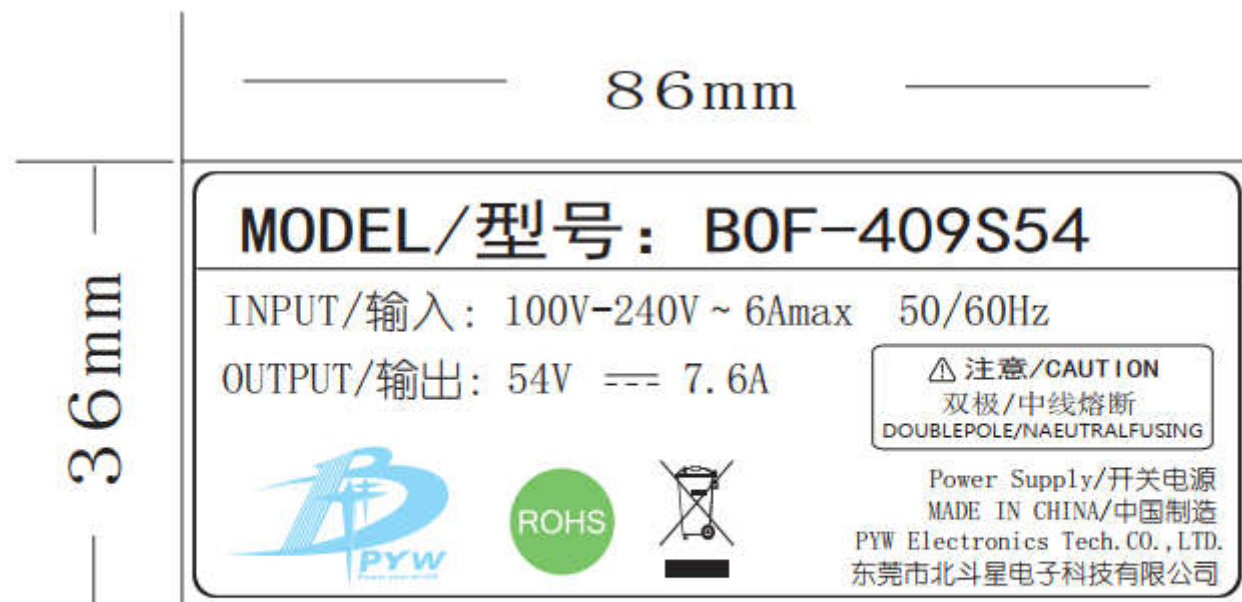 86mm
36mm
MODEL/型号: BOF-409S54
INPUT/输入: 100V-240V ~ 6Amax 50/60Hz
OUTPUT/输出: 54V ⎓ 7.6A
⚠ 注意/CAUTION
双极/中线熔断
DOUBLEPOLE/NAEUTRALFUSING
PYW
ROHS
Power Supply/开关电源
MADE IN CHINA/中国制造
PYW Electronics Tech.CO.,LTD.
东莞市北斗星电子科技有限公司